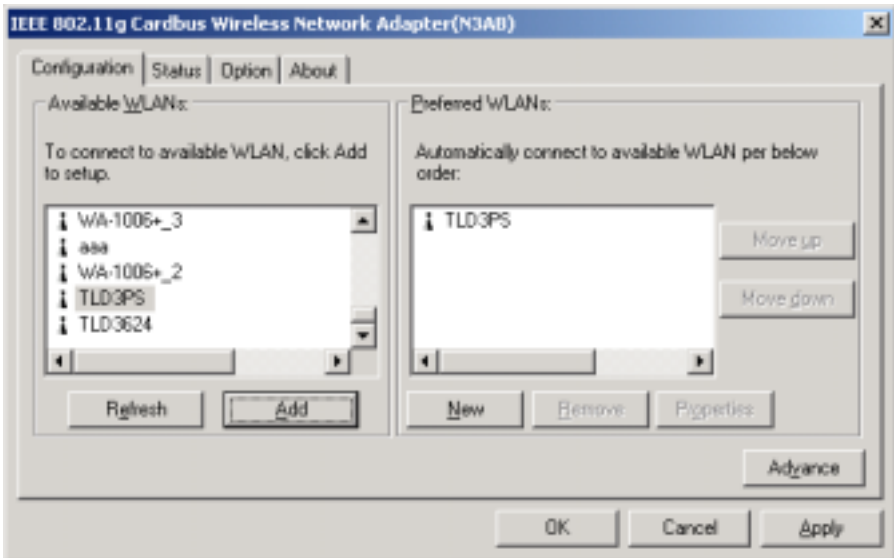 IEEE 802.11g Cardbus Wireless Network Adapter(N3AB)
Configuration Status Option About
Available WLANs:
To connect to available WLAN, click Add
to setup.
WA-1006+_3
aaa
WA-1006+_2
TLD3PS
TLD3624
Refresh Add
Preferred WLANs:
Automatically connect to available WLAN per below
order:
TLD3PS
Move up
Move down
New Remove Properties
Advance
OK Cancel Apply